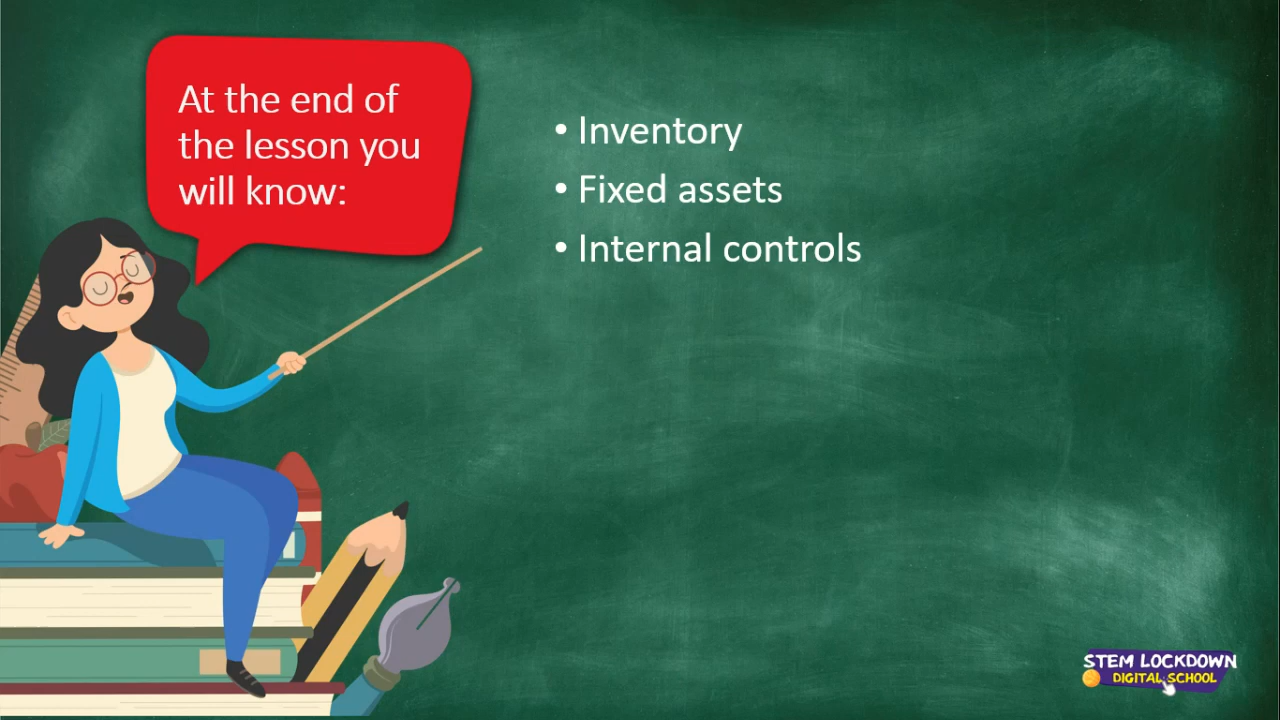 At the end of
the lesson you
will know:
• Inventory
• Fixed assets
• Internal controls
STEM LOCKDOWN
DIGITAL SCHOOL